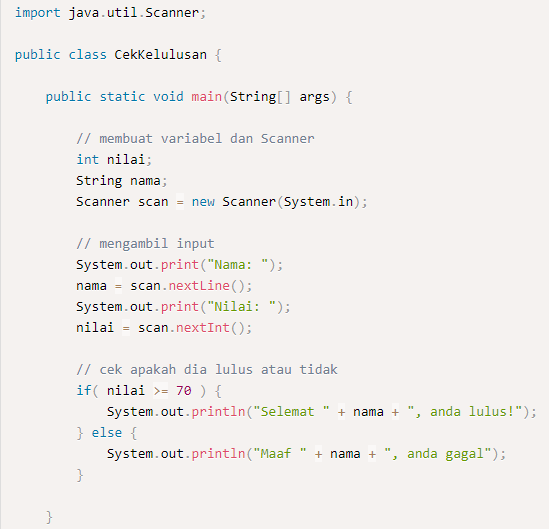 import java.util.Scanner;
public class CekKelulusan {
public static void main(String[] args) {
// membuat variabel dan Scanner
int nilai;
String nama;
Scanner scan = new Scanner(System.in);
// mengambil input
System.out.print("Nama: ");
nama = scan.nextLine();
System.out.print("Nilai: ");
nilai = scan.nextInt();
// cek apakah dia lulus atau tidak
if( nilai >= 70 ) {
System.out.println("Selemat " + nama + ", anda lulus!");
} else {
System.out.println("Maaf " + nama + ", anda gagal");
}
}